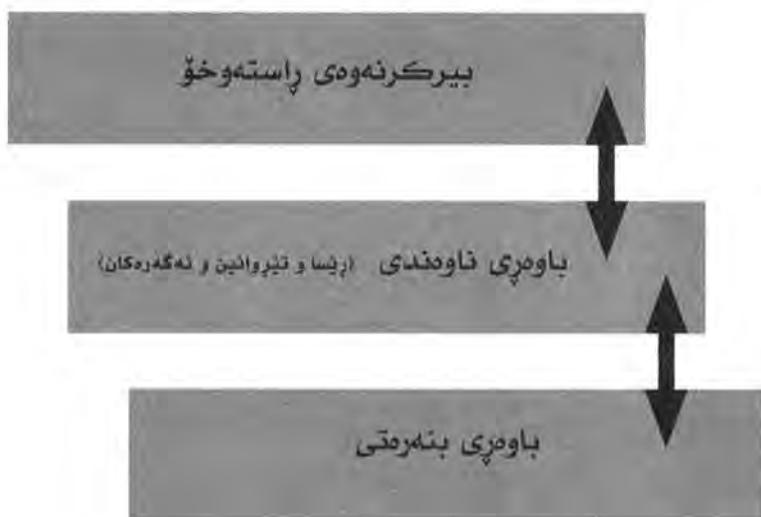 بیرکرنەوەی ڕاستەوخۆ
باوەڕی ناوەندی (ڕێسا و تێڕوانین و ئەگەرەکان)
باوەڕی بنەڕەتی